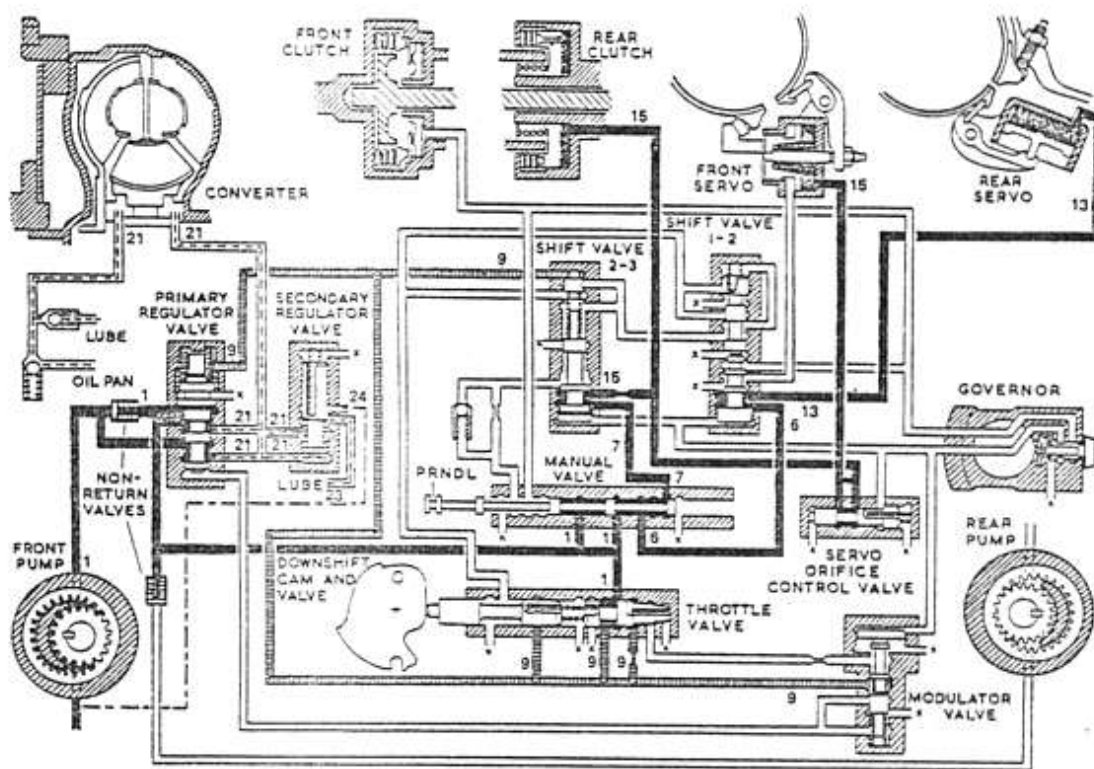 FRONT
CLUTCH
REAR
CLUTCH
15
CONVERTER
21
21
FRONT
SERVO
15
REAR
SERVO
13
SHIFT VALVE
1-2
SHIFT VALVE
2-3
9
PRIMARY
REGULATOR
VALVE
SECONDARY
REGULATOR
VALVE
LUBE
9
x
x
x
x
x
x
OIL PAN
1
15
24
21
21
21
13
6
GOVERNOR
x
7
MANUAL
VALVE
7
PRNDL
LUBE
23
NON-
RETURN
VALVES
x
1
1
6
x
x
x
SERVO
ORIFICE
CONTROL VALVE
REAR
PUMP
FRONT
PUMP
1
DOWNSHIFT
CAM AND
VALVE
1
THROTTLE
VALVE
x
x
x
x
x
9
9
9
9
MODULATOR
VALVE
x